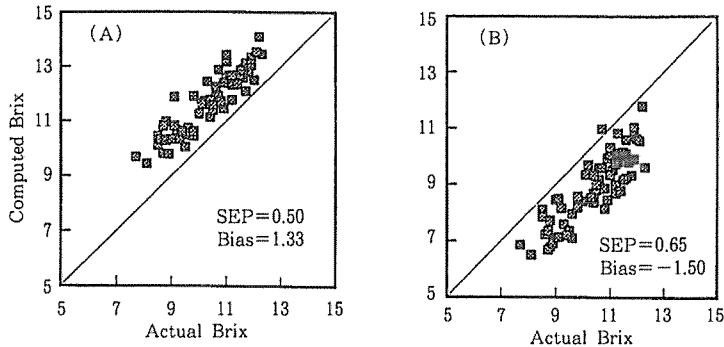 (A)
Computed Brix
15
13
11
9
7
5
SEP=0.50
Bias=1.33
5 7 9 11 13 15
Actual Brix
(B)
15
13
11
9
7
5
SEP=0.65
Bias=−1.50
5 7 9 11 13 15
Actual Brix